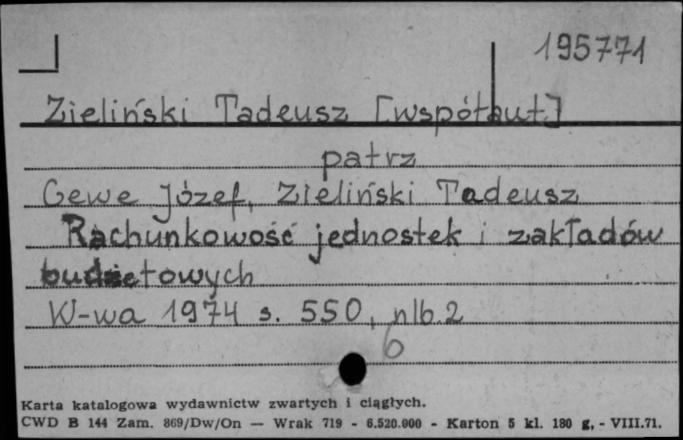 195771
Zieliński Tadeusz [współaut]
patrz
Gewe Józef, Zieliński Tadeusz
Rachunkowość jednostek i zakładów
budżetowych
W-wa 1974 s. 550, nlb. 2
6
Karta katalogowa wydawnictw zwartych i ciągłych.
CWD B 144 Zam. 869/Dw/On — Wrak 719 - 6.520.000 - Karton 5 kl. 180 g, - VIII.71.